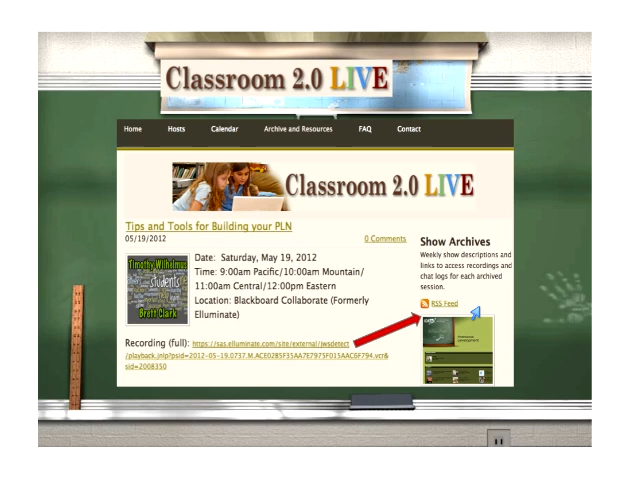 Classroom 2.0 LIVE
Home Hosts Calendar Archive and Resources FAQ Contact
Classroom 2.0 LIVE
Tips and Tools for Building your PLN
05/19/2012 0 Comments
Timothy Wilhelmus
students
Brett Clark
Date: Saturday, May 19, 2012
Time: 9:00am Pacific/10:00am Mountain/
11:00am Central/12:00pm Eastern
Location: Blackboard Collaborate (Formerly
Elluminate)
Recording (full): https://sas.elluminate.com/site/external/jwsdetect
/playback.jnlp?psid=2012-05-19.0737.M.ACE0285F35AA7E7975F015AAC6F794.vcr&
sid=2008350
Show Archives
Weekly show descriptions and
links to access recordings and
chat logs for each archived
session.
RSS Feed